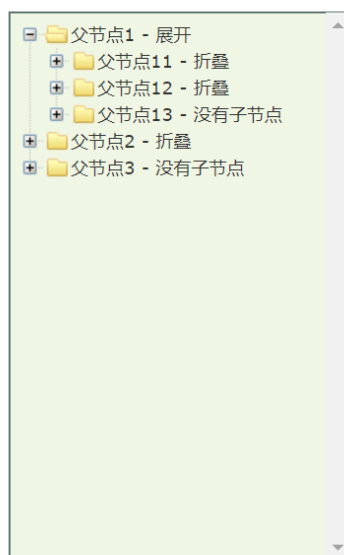 父节点1 - 展开
父节点11 - 折叠
父节点12 - 折叠
父节点13 - 没有子节点
父节点2 - 折叠
父节点3 - 没有子节点